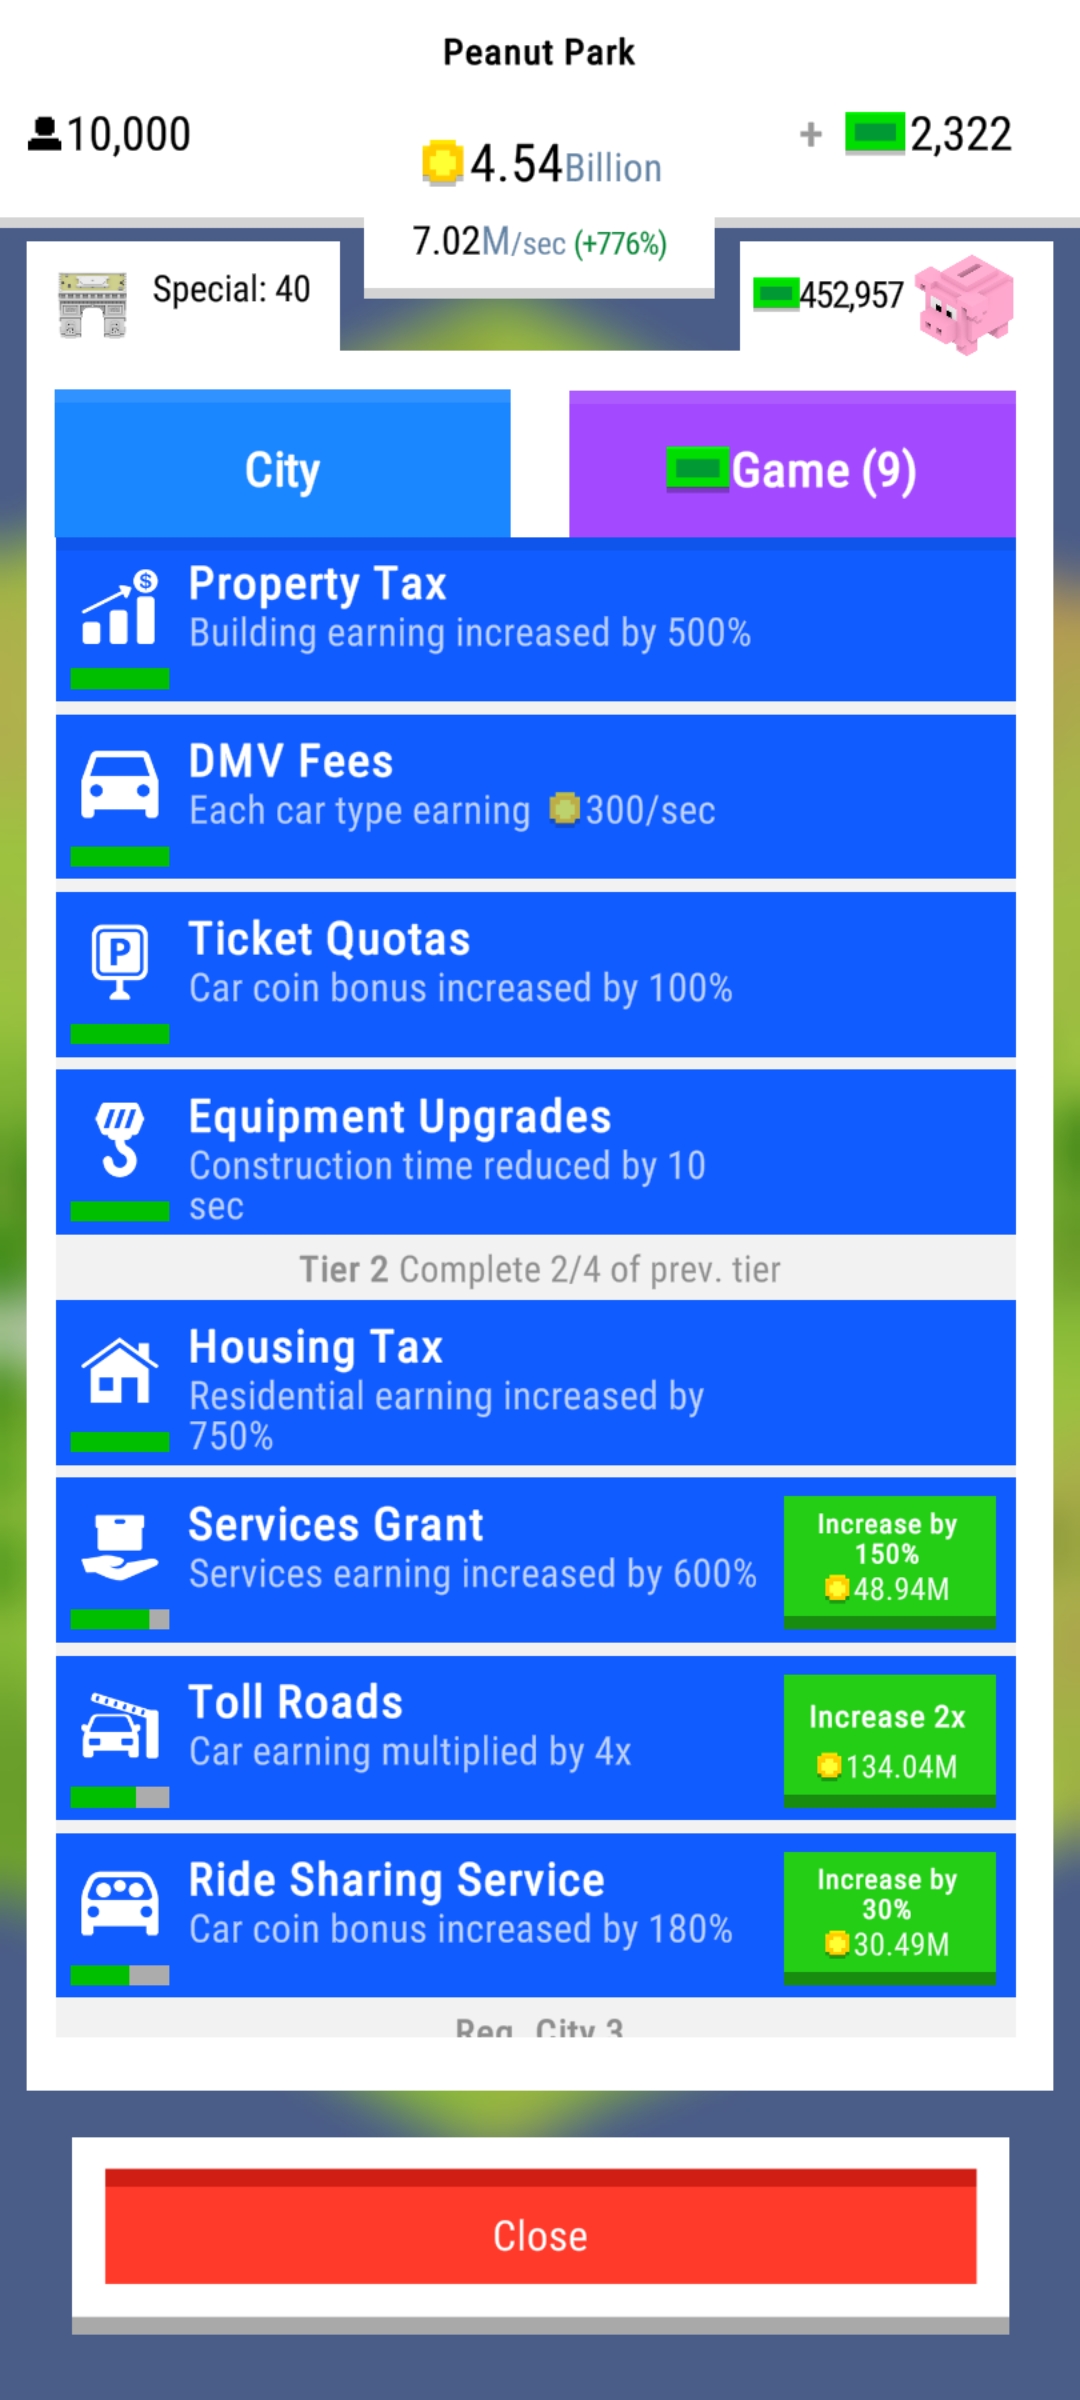 Peanut Park
10,000
4.54Billion
+ 2,322
7.02M/sec (+776%)
Special: 40
452,957
City
Game (9)
Property Tax
Building earning increased by 500%
DMV Fees
Each car type earning 300/sec
P
Ticket Quotas
Car coin bonus increased by 100%
Equipment Upgrades
Construction time reduced by 10
sec
Tier 2 Complete 2/4 of prev. tier
Housing Tax
Residential earning increased by
750%
Services Grant
Services earning increased by 600%
Increase by
150%
48.94M
Toll Roads
Car earning multiplied by 4x
Increase 2x
134.04M
Ride Sharing Service
Car coin bonus increased by 180%
Increase by
30%
30.49M
Req. City 3
Close